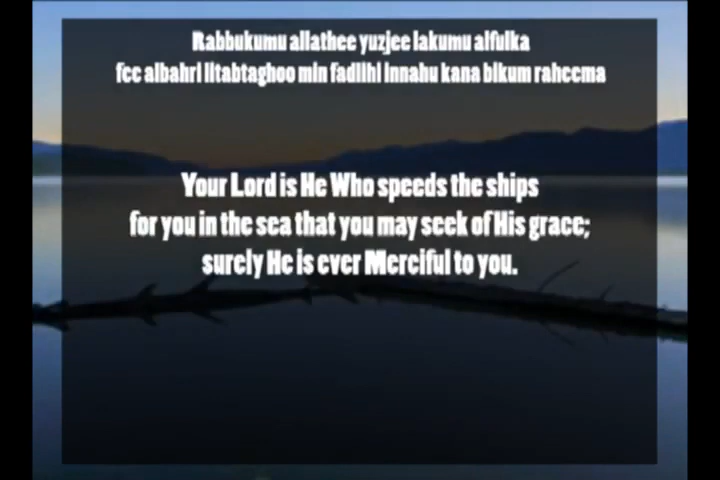 Rabbukumu allathee yuzjee lakumu alfulka
fee albahri litabtaghoo min fadlihi innahu kana bikum raheema
Your Lord is He Who speeds the ships
for you in the sea that you may seek of His grace;
surely He is ever Merciful to you.